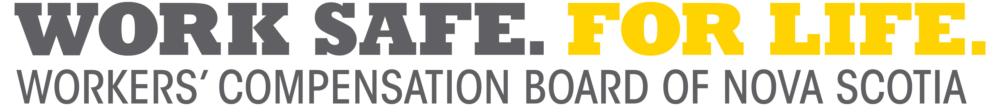 WORK SAFE. FOR LIFE.
WORKERS’ COMPENSATION BOARD OF NOVA SCOTIA